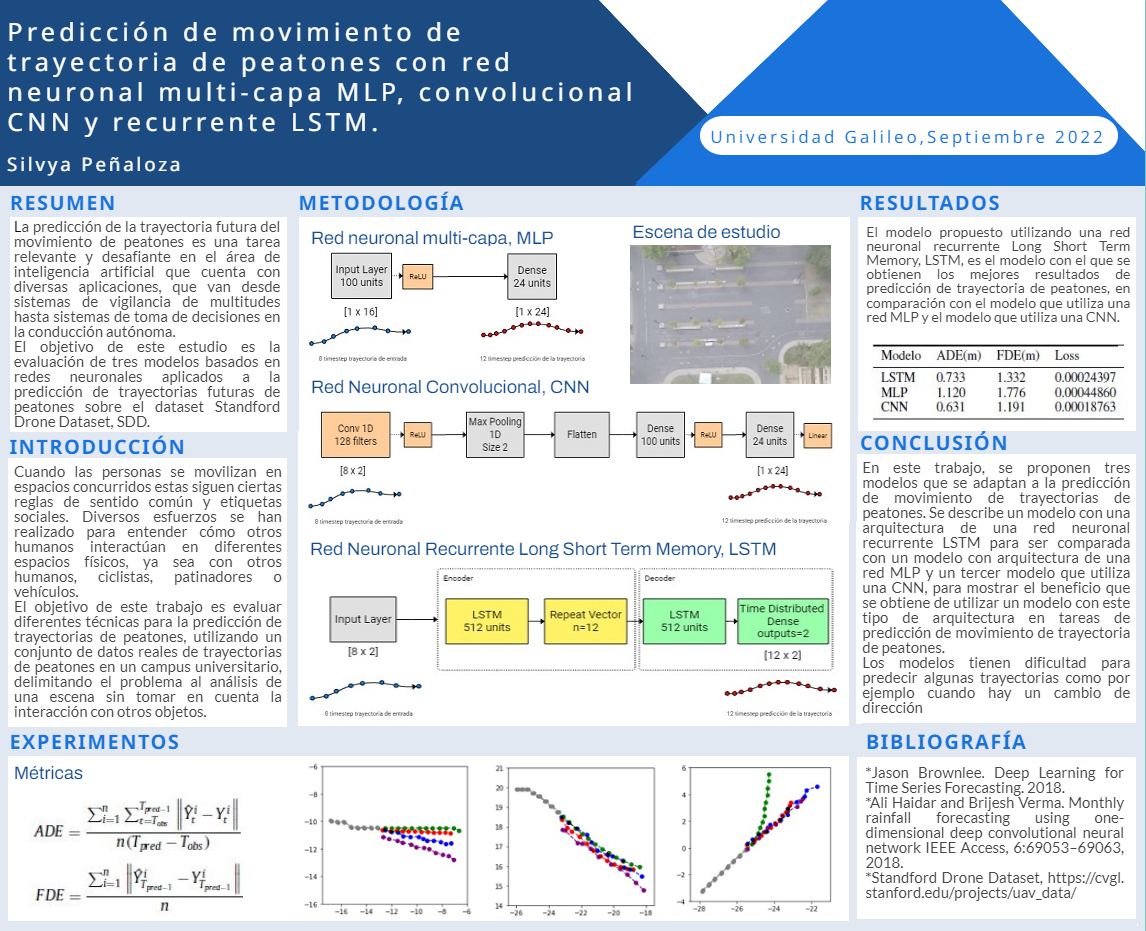 Predicción de movimiento de
trayectoria de peatones con red
neuronal multi-capa MLP, convolucional
CNN y recurrente LSTM.
Silvya Peñaloza
Universidad Galileo,Septiembre 2022
RESUMEN
La predicción de la trayectoria futura del
movimiento de peatones es una tarea
relevante y desafiante en el área de
inteligencia artificial que cuenta con
diversas aplicaciones, que van desde
sistemas de vigilancia de multitudes
hasta sistemas de toma de decisiones en
la conducción autónoma.
El objetivo de este estudio es la
evaluación de tres modelos basados en
redes neuronales aplicados a la
predicción de trayectorias futuras de
peatones sobre el dataset Standford
Drone Dataset, SDD.
INTRODUCCIÓN
Cuando las personas se movilizan en
espacios concurridos estas siguen ciertas
reglas de sentido común y etiquetas
sociales. Diversos esfuerzos se han
realizado para entender cómo otros
humanos interactúan en diferentes
espacios físicos, ya sea con otros
humanos, ciclistas, patinadores o
vehículos.
El objetivo de este trabajo es evaluar
diferentes técnicas para la predicción de
trayectorias de peatones, utilizando un
conjunto de datos reales de trayectorias
de peatones en un campus universitario,
delimitando el problema al análisis de
una escena sin tomar en cuenta la
interacción con otros objetos.
METODOLOGÍA
Red neuronal multi-capa, MLP
Input Layer
100 units
ReLU
Dense
24 units
[1 x 16]
[1 x 24]
8 timestep trayectoria de entrada
12 timestep predicción de la trayectoria
Escena de estudio
Red Neuronal Convolucional, CNN
Conv 1D
128 filters
ReLU
Max Pooling
1D
Size 2
Flatten
Dense
100 units
ReLU
Dense
24 units
Linear
[8 x 2]
[1 x 24]
8 timestep trayectoria de entrada
12 timestep predicción de la trayectoria
Red Neuronal Recurrente Long Short Term Memory, LSTM
Encoder
Decoder
Input Layer
LSTM
512 units
Repeat Vector
n=12
LSTM
512 units
Time Distributed
Dense
outputs=2
[8 x 2]
[12 x 2]
8 timestep trayectoria de entrada
12 timestep predicción de la trayectoria
RESULTADOS
El modelo propuesto utilizando una red
neuronal recurrente Long Short Term
Memory, LSTM, es el modelo con el que se
obtienen los mejores resultados de
predicción de trayectoria de peatones, en
comparación con el modelo que utiliza una
red MLP y el modelo que utiliza una CNN.
Modelo ADE(m) FDE(m) Loss
LSTM 0.733 1.332 0.00024397
MLP 1.120 1.776 0.00044860
CNN 0.631 1.191 0.00018763
CONCLUSIÓN
En este trabajo, se proponen tres
modelos que se adaptan a la predicción
de movimiento de trayectorias de
peatones. Se describe un modelo con una
arquitectura de una red neuronal
recurrente LSTM para ser comparada
con un modelo con arquitectura de una
red MLP y un tercer modelo que utiliza
una CNN, para mostrar el beneficio que
se obtiene de utilizar un modelo con este
tipo de arquitectura en tareas de
predicción de movimiento de trayectoria
de peatones.
Los modelos tienen dificultad para
predecir algunas trayectorias como por
ejemplo cuando hay un cambio de
dirección
EXPERIMENTOS
Métricas
ADE = ∑_{i=1}^{n} ∑_{t=T_{obs}}^{T_{pred-1}} ‖Ŷ_t^i − Y_t^i‖ / n(T_{pred} − T_{obs})
FDE = ∑_{i=1}^{n} ‖Ŷ_{T_{pred-1}}^i − Y_{T_{pred-1}}^i‖ / n
−6
−8
−10
−12
−14
−16
−16 −14 −12 −10 −8 −6
21
20
19
18
17
16
15
14
−26 −24 −22 −20 −18
6
4
2
0
−2
−4
−28 −26 −24 −22
BIBLIOGRAFÍA
*Jason Brownlee. Deep Learning for
Time Series Forecasting. 2018.
*Ali Haidar and Brijesh Verma. Monthly
rainfall forecasting using one-
dimensional deep convolutional neural
network IEEE Access, 6:69053–69063,
2018.
*Standford Drone Dataset, https://cvgl.
stanford.edu/projects/uav_data/